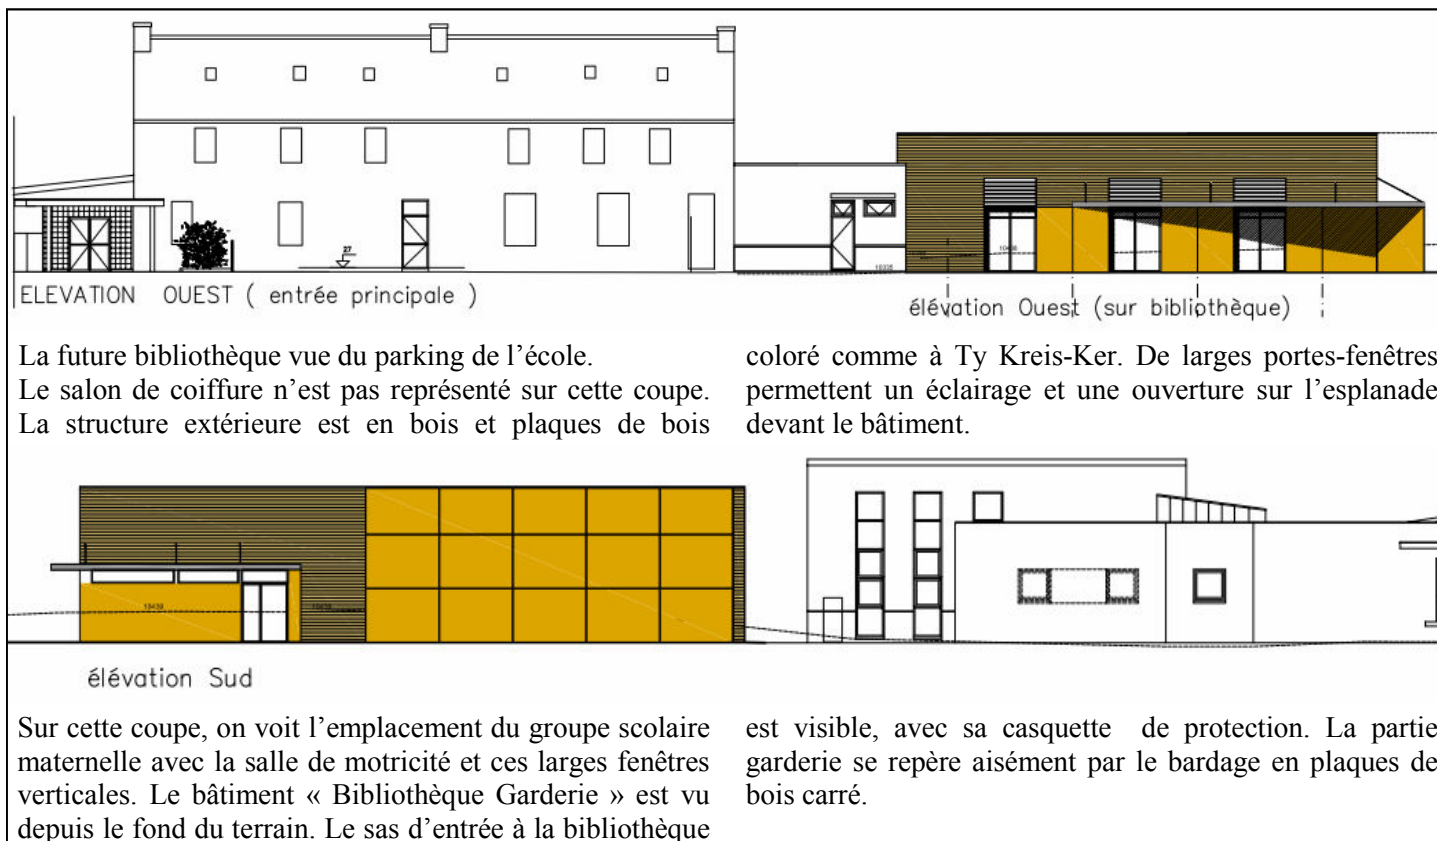 27
10430
10335
ELEVATION OUEST ( entrée principale )
élévation Ouest (sur bibliothèque)
La future bibliothèque vue du parking de l’école.
Le salon de coiffure n’est pas représenté sur cette coupe.
La structure extérieure est en bois et plaques de bois
coloré comme à Ty Kreis-Ker. De larges portes-fenêtres
permettent un éclairage et une ouverture sur l’esplanade
devant le bâtiment.
10430
10430
élévation Sud
Sur cette coupe, on voit l’emplacement du groupe scolaire
maternelle avec la salle de motricité et ces larges fenêtres
verticales. Le bâtiment « Bibliothèque Garderie » est vu
depuis le fond du terrain. Le sas d’entrée à la bibliothèque
est visible, avec sa casquette de protection. La partie
garderie se repère aisément par le bardage en plaques de
bois carré.